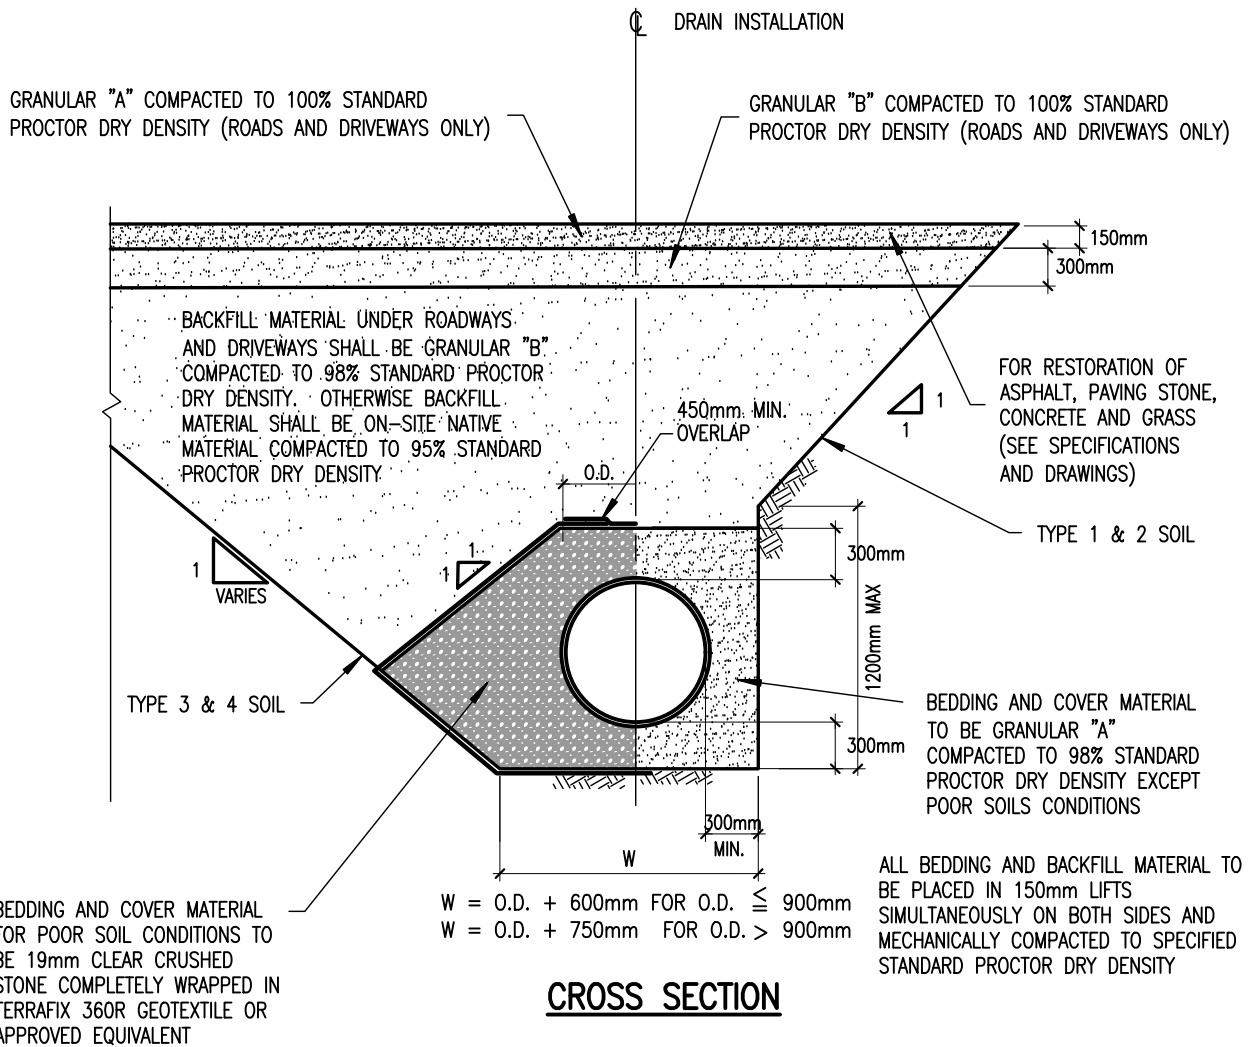 ℄ DRAIN INSTALLATION
GRANULAR "A" COMPACTED TO 100% STANDARD
PROCTOR DRY DENSITY (ROADS AND DRIVEWAYS ONLY)
GRANULAR "B" COMPACTED TO 100% STANDARD
PROCTOR DRY DENSITY (ROADS AND DRIVEWAYS ONLY)
150mm
300mm
BACKFILL MATERIAL UNDER ROADWAYS
AND DRIVEWAYS SHALL BE GRANULAR "B"
COMPACTED TO 98% STANDARD PROCTOR
DRY DENSITY. OTHERWISE BACKFILL
MATERIAL SHALL BE ON-SITE NATIVE
MATERIAL COMPACTED TO 95% STANDARD
PROCTOR DRY DENSITY
450mm MIN.
OVERLAP
O.D.
1
1
FOR RESTORATION OF
ASPHALT, PAVING STONE,
CONCRETE AND GRASS
(SEE SPECIFICATIONS
AND DRAWINGS)
TYPE 1 & 2 SOIL
1
VARIES
1
1
300mm
1200mm MAX
300mm
TYPE 3 & 4 SOIL
BEDDING AND COVER MATERIAL
TO BE GRANULAR "A"
COMPACTED TO 98% STANDARD
PROCTOR DRY DENSITY EXCEPT
POOR SOILS CONDITIONS
300mm
MIN.
W
W = O.D. + 600mm FOR O.D. ≦ 900mm
W = O.D. + 750mm FOR O.D. > 900mm
ALL BEDDING AND BACKFILL MATERIAL TO
BE PLACED IN 150mm LIFTS
SIMULTANEOUSLY ON BOTH SIDES AND
MECHANICALLY COMPACTED TO SPECIFIED
STANDARD PROCTOR DRY DENSITY
BEDDING AND COVER MATERIAL
FOR POOR SOIL CONDITIONS TO
BE 19mm CLEAR CRUSHED
STONE COMPLETELY WRAPPED IN
TERRAFIX 360R GEOTEXTILE OR
APPROVED EQUIVALENT
CROSS SECTION